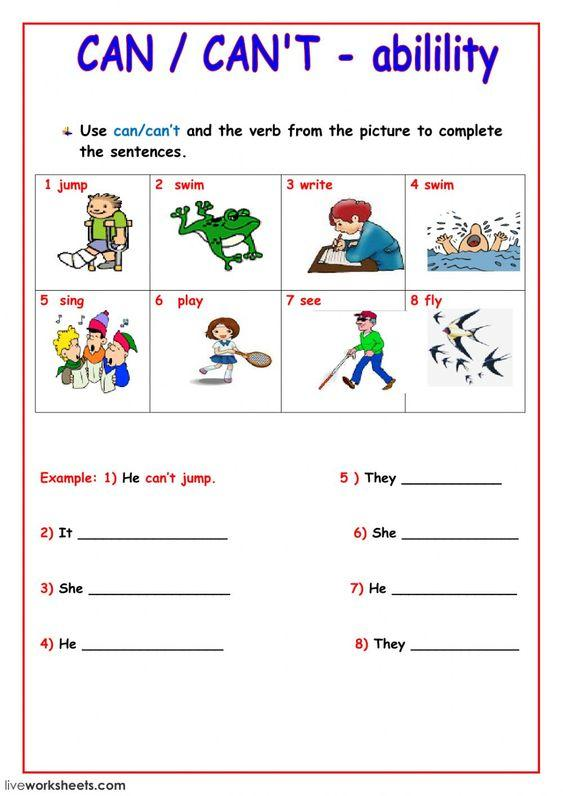 CAN / CAN'T - abilility
Use can/can't and the verb from the picture to complete
the sentences.
1 jump
2 swim
3 write
4 swim
5 sing
6 play
7 see
8 fly
Example: 1) He can't jump.
5 ) They ____________
2) It __________________
6) She ______________
3) She _________________
7) He _______________
4) He _________________
8) They _____________
liveworksheets.com